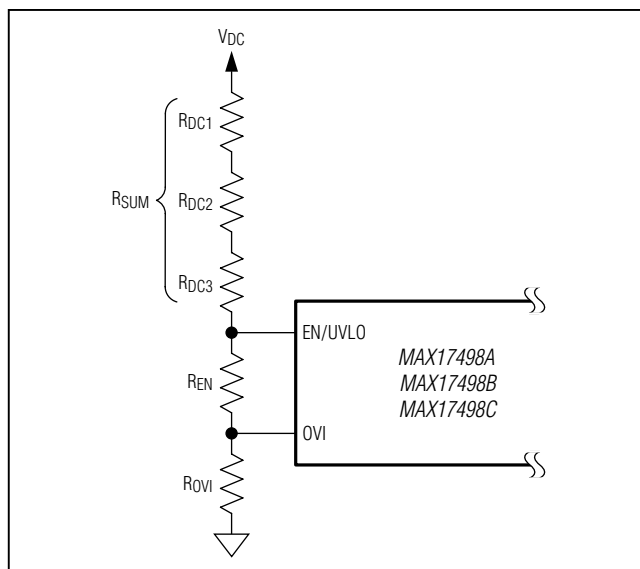 VDC
RDC1
RSUM
RDC2
RDC3
EN/UVLO
MAX17498A
MAX17498B
MAX17498C
REN
OVI
ROVI